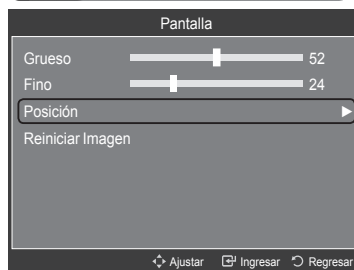 Pantalla
Grueso 52
Fino 24
Posición
Reiniciar Imagen
Ajustar Ingresar Regresar